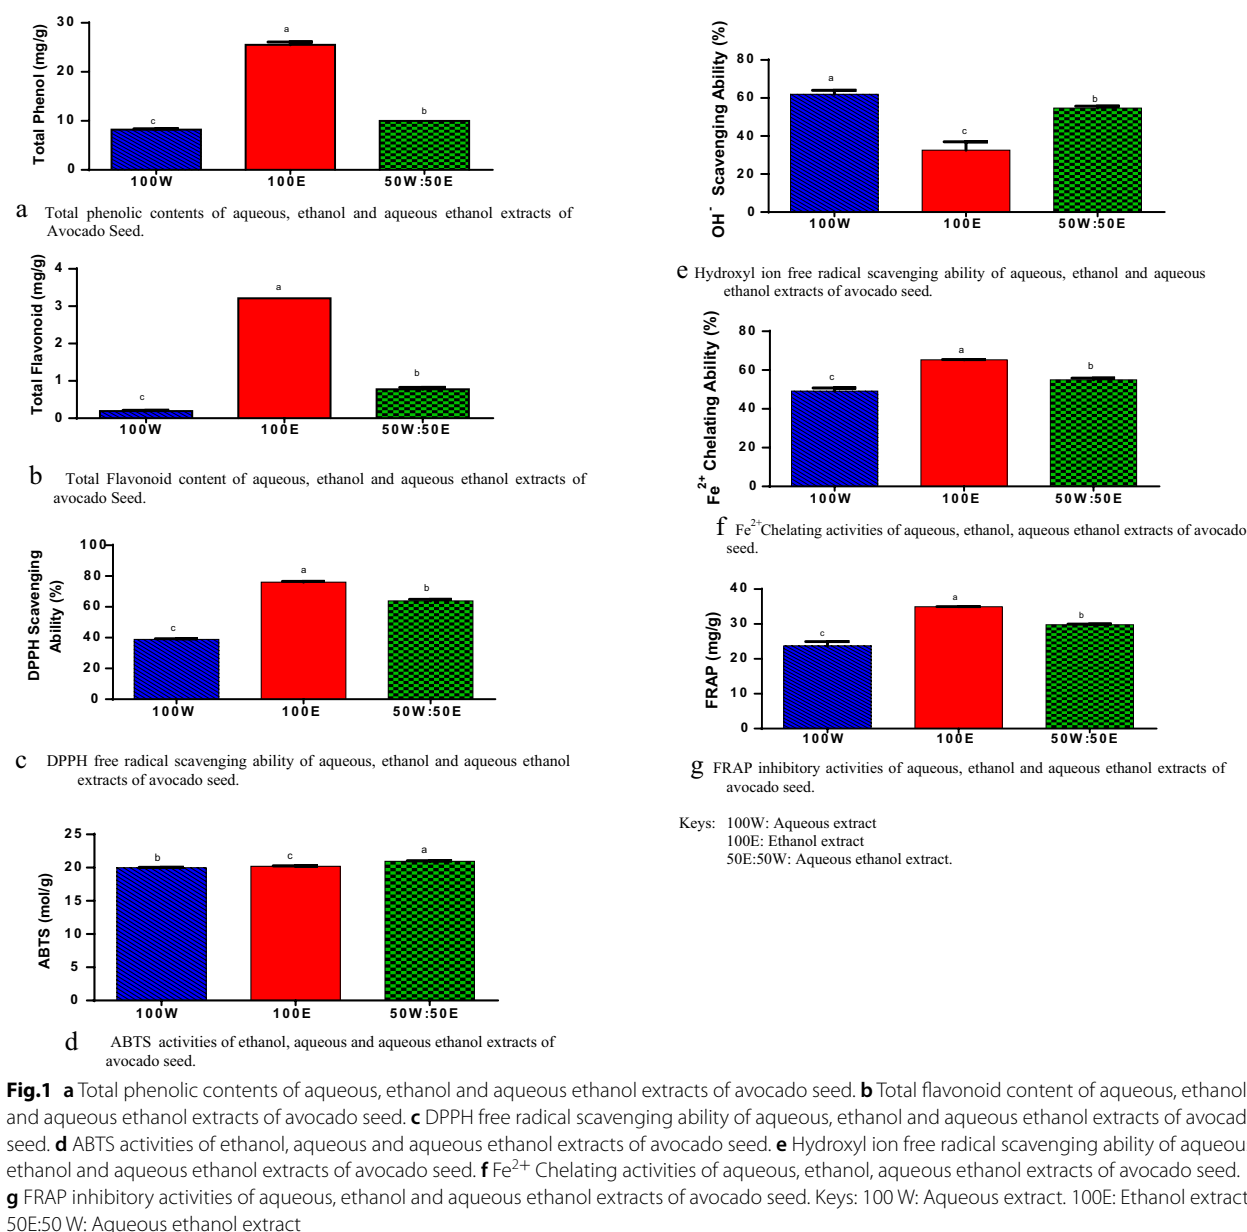 30
20
10
0
Total Phenol (mg/g)
c
a
b
100W
100E
50W:50E
a Total phenolic contents of aqueous, ethanol and aqueous ethanol extracts of
Avocado Seed.
4
3
2
1
0
Total Flavonoid (mg/g)
c
a
b
100W
100E
50W:50E
b Total Flavonoid content of aqueous, ethanol and aqueous ethanol extracts of
avocado Seed.
100
80
60
40
20
0
DPPH Scavenging
Ability (%)
c
a
b
100W
100E
50W:50E
c DPPH free radical scavenging ability of aqueous, ethanol and aqueous ethanol
extracts of avocado seed.
25
20
15
10
5
0
ABTS (mol/g)
b
c
a
100W
100E
50W:50E
d ABTS activities of ethanol, aqueous and aqueous ethanol extracts of
avocado seed.
80
60
40
20
0
OH⁻ Scavenging Ability (%)
a
c
b
100W
100E
50W:50E
e Hydroxyl ion free radical scavenging ability of aqueous, ethanol and aqueous
ethanol extracts of avocado seed.
80
60
40
20
0
Fe²⁺ Chelating Ability (%)
c
a
b
100W
100E
50W:50E
f Fe²⁺Chelating activities of aqueous, ethanol, aqueous ethanol extracts of avocado
seed.
40
30
20
10
0
FRAP (mg/g)
c
a
b
100W
100E
50W:50E
g FRAP inhibitory activities of aqueous, ethanol and aqueous ethanol extracts of
avocado seed.
Keys: 100W: Aqueous extract
100E: Ethanol extract
50E:50W: Aqueous ethanol extract.
Fig.1 a Total phenolic contents of aqueous, ethanol and aqueous ethanol extracts of avocado seed. b Total flavonoid content of aqueous, ethanol
and aqueous ethanol extracts of avocado seed. c DPPH free radical scavenging ability of aqueous, ethanol and aqueous ethanol extracts of avocad
seed. d ABTS activities of ethanol, aqueous and aqueous ethanol extracts of avocado seed. e Hydroxyl ion free radical scavenging ability of aqueou
ethanol and aqueous ethanol extracts of avocado seed. f Fe²⁺ Chelating activities of aqueous, ethanol, aqueous ethanol extracts of avocado seed.
g FRAP inhibitory activities of aqueous, ethanol and aqueous ethanol extracts of avocado seed. Keys: 100 W: Aqueous extract. 100E: Ethanol extract
50E:50 W: Aqueous ethanol extract